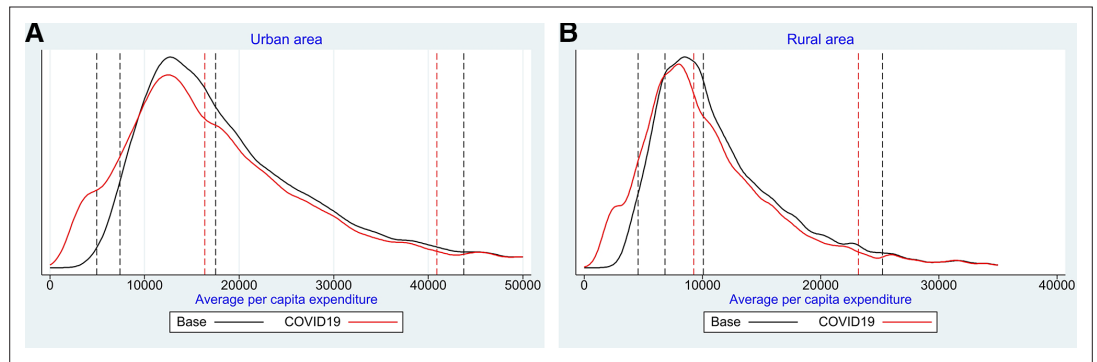 A
Urban area
0 10000 20000 30000 40000 50000
Average per capita expenditure
Base COVID19
B
Rural area
0 10000 20000 30000 40000
Average per capita expenditure
Base COVID19